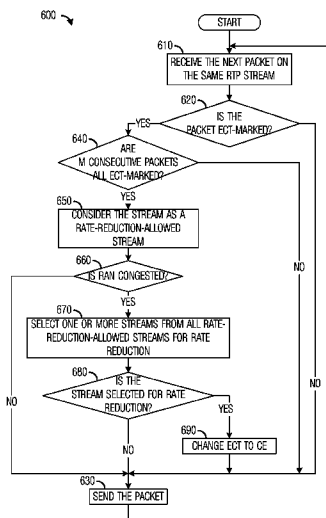 600
START
610
RECEIVE THE NEXT PACKET ON
THE SAME RTP STREAM
620
IS THE
PACKET ECT-MARKED?
YES
640
ARE
M CONSECUTIVE PACKETS
ALL ECT-MARKED?
YES
650
CONSIDER THE STREAM AS A
RATE-REDUCTION-ALLOWED
STREAM
660
IS RAN CONGESTED?
NO
NO
YES
670
SELECT ONE OR MORE STREAMS FROM ALL RATE-
REDUCTION-ALLOWED STREAMS FOR RATE
REDUCTION
680
IS THE
STREAM SELECTED FOR RATE
REDUCTION?
NO
YES
690
CHANGE ECT TO CE
NO
630
SEND THE PACKET